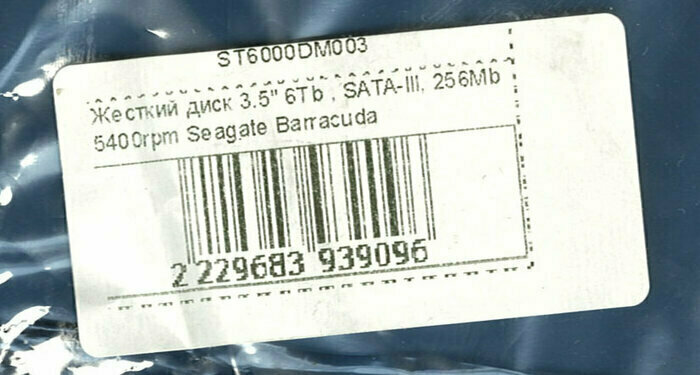 ST6000DM003
Жесткий диск 3.5" 6Tb , SATA-III, 256Mb
5400rpm Seagate Barracuda
2 229683 939096